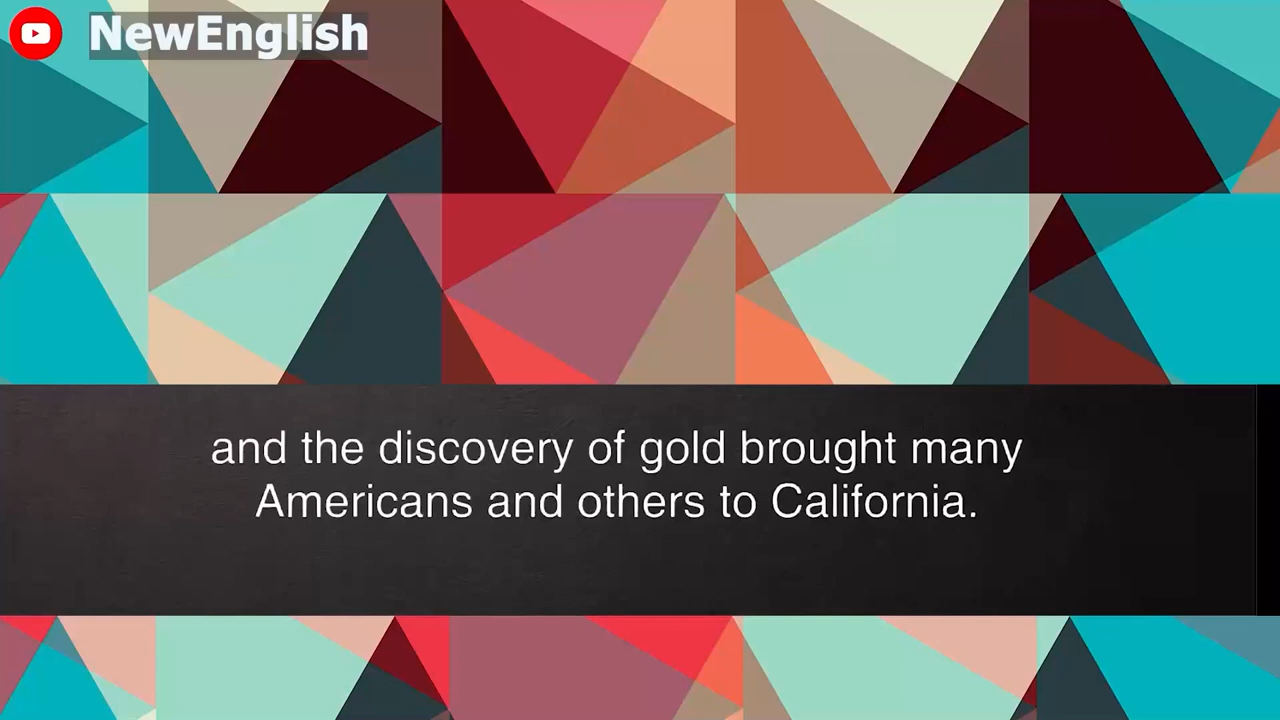 NewEnglish
and the discovery of gold brought many
Americans and others to California.